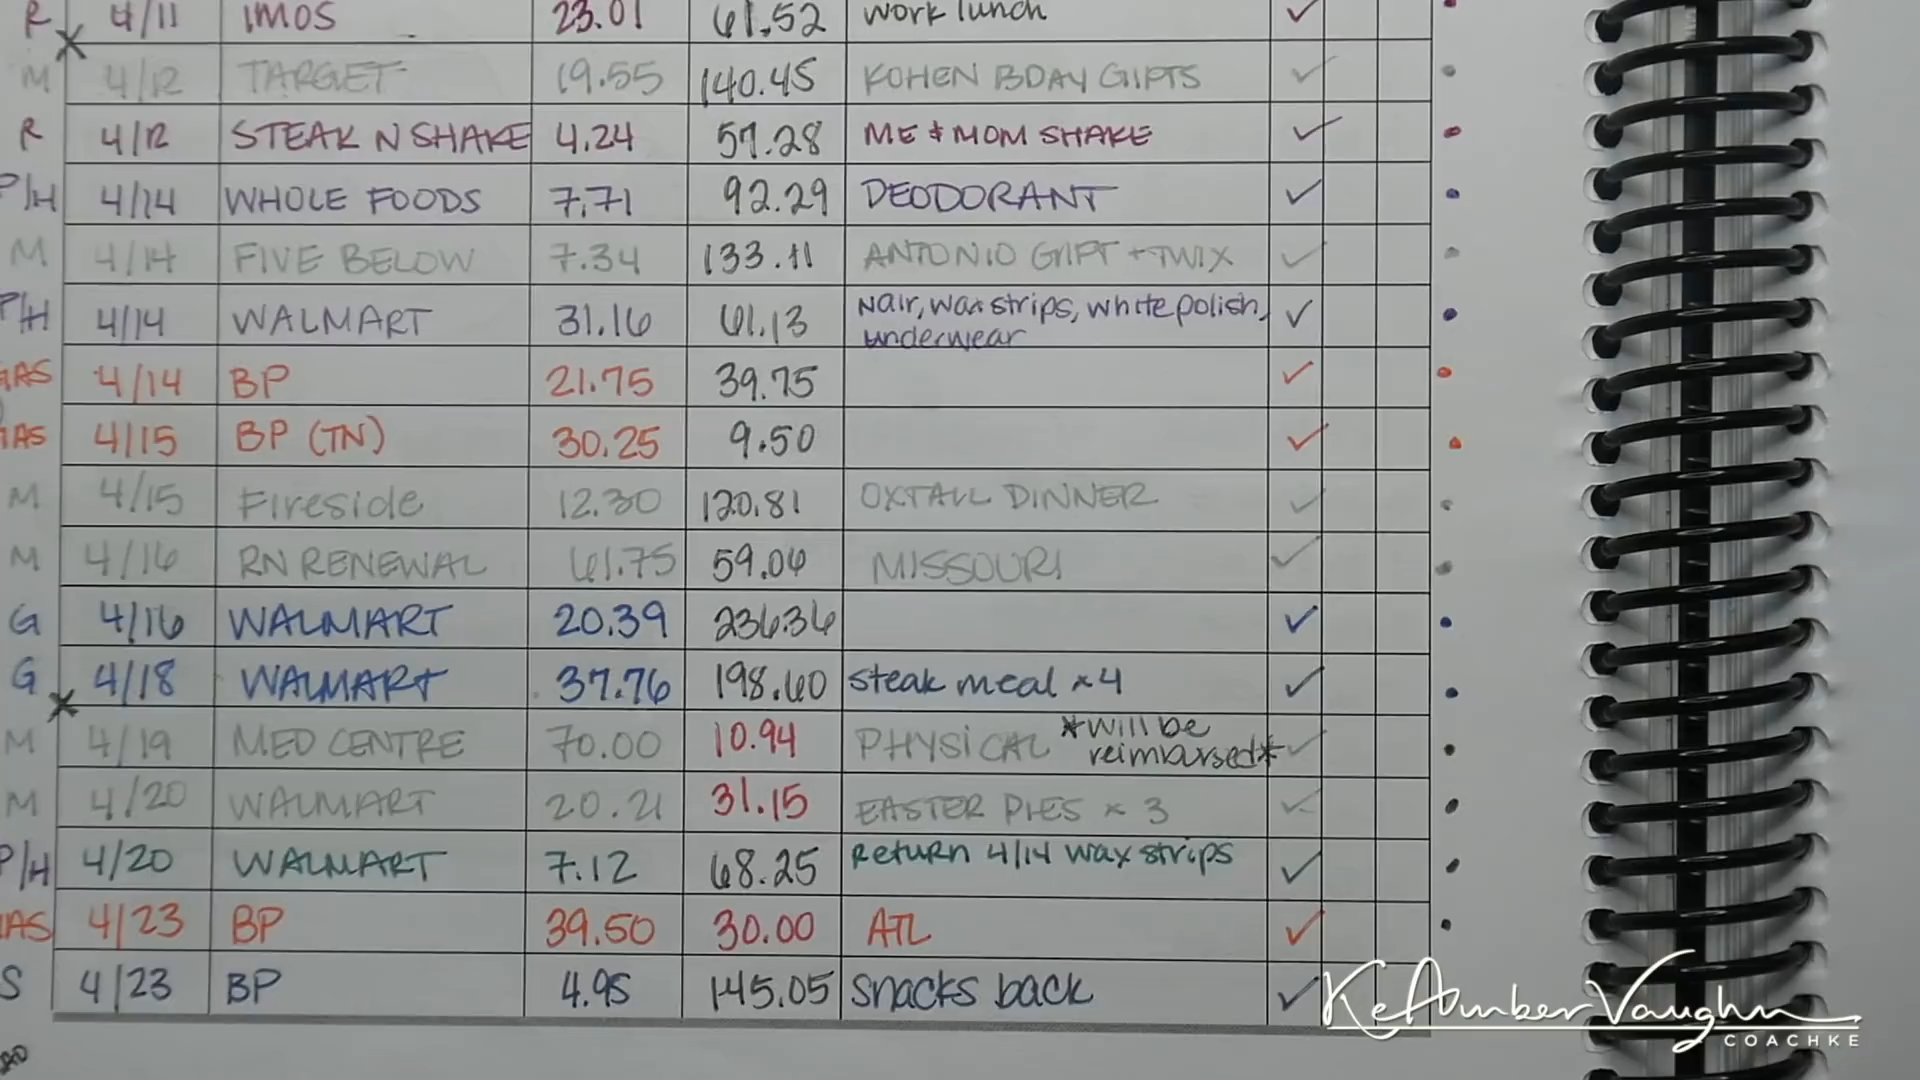 R 4/11 IMOS 23.01 61.52 work lunch
M 4/12 TARGET 19.55 140.45 KOHEN BDAY GIFTS
R 4/12 STEAK N SHAKE 4.24 57.28 ME + MOM SHAKE
P/H 4/14 WHOLE FOODS 7.71 92.29 DEODORANT
M 4/14 FIVE BELOW 7.34 133.11 ANTONIO GIFT + TWIX
P/H 4/14 WALMART 31.16 61.13 Nair, wax strips, white polish,
underwear
GAS 4/14 BP 21.75 39.75
GAS 4/15 BP (TN) 30.25 9.50
M 4/15 Fireside 12.30 120.81 OXTAIL DINNER
M 4/16 RN RENEWAL 61.75 59.06 MISSOURI
G 4/16 WALMART 20.39 236.36
G 4/18 WALMART 37.76 198.60 steak meal x 4
M 4/19 MED CENTRE 70.00 10.94 PHYSICAL *will be
reimbursed*
M 4/20 WALMART 20.21 31.15 EASTER PIES x 3
P/H 4/20 WALMART 7.12 68.25 Return 4/14 wax strips
GAS 4/23 BP 39.50 30.00 ATL
S 4/23 BP 4.95 145.05 Snacks back
KeAmber Vaughn
COACHKE